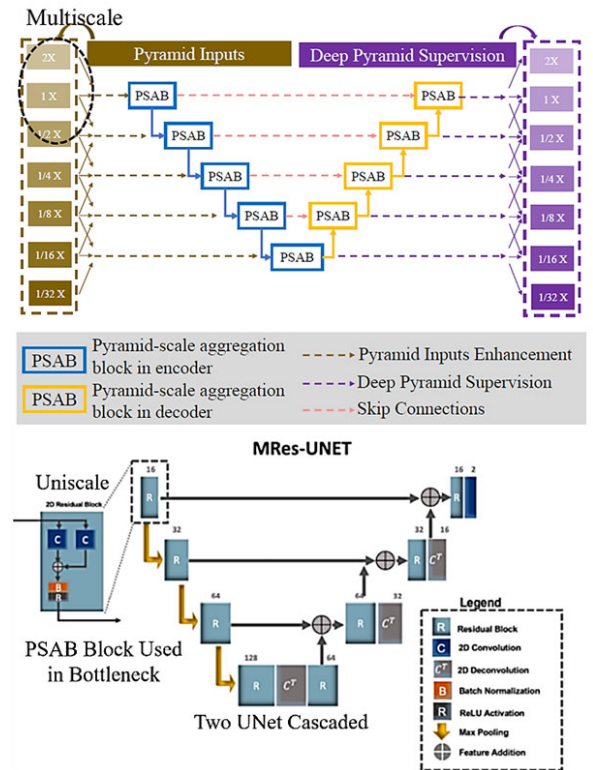 Multiscale
Pyramid Inputs
Deep Pyramid Supervision
2X
2X
1 X
PSAB
PSAB
1X
1/2 X
PSAB
PSAB
1/2 X
1/4 X
PSAB
PSAB
1/4 X
1/8 X
PSAB
PSAB
1/8 X
1/16 X
PSAB
1/16 X
1/32 X
1/32 X
PSAB
Pyramid-scale aggregation
block in encoder
PSAB
Pyramid-scale aggregation
block in decoder
Pyramid Inputs Enhancement
Deep Pyramid Supervision
Skip Connections
MRes-UNET
Uniscale
2D Residual Block
C
C
B
R
PSAB Block Used
in Bottleneck
16
R
16
2
R
32
R
32
16
R
Cᵀ
64
R
64
32
R
Cᵀ
128
64
R
Cᵀ
R
Two UNet Cascaded
Legend
R Residual Block
C 2D Convolution
Cᵀ 2D Deconvolution
B Batch Normalization
R ReLU Activation
Max Pooling
Feature Addition